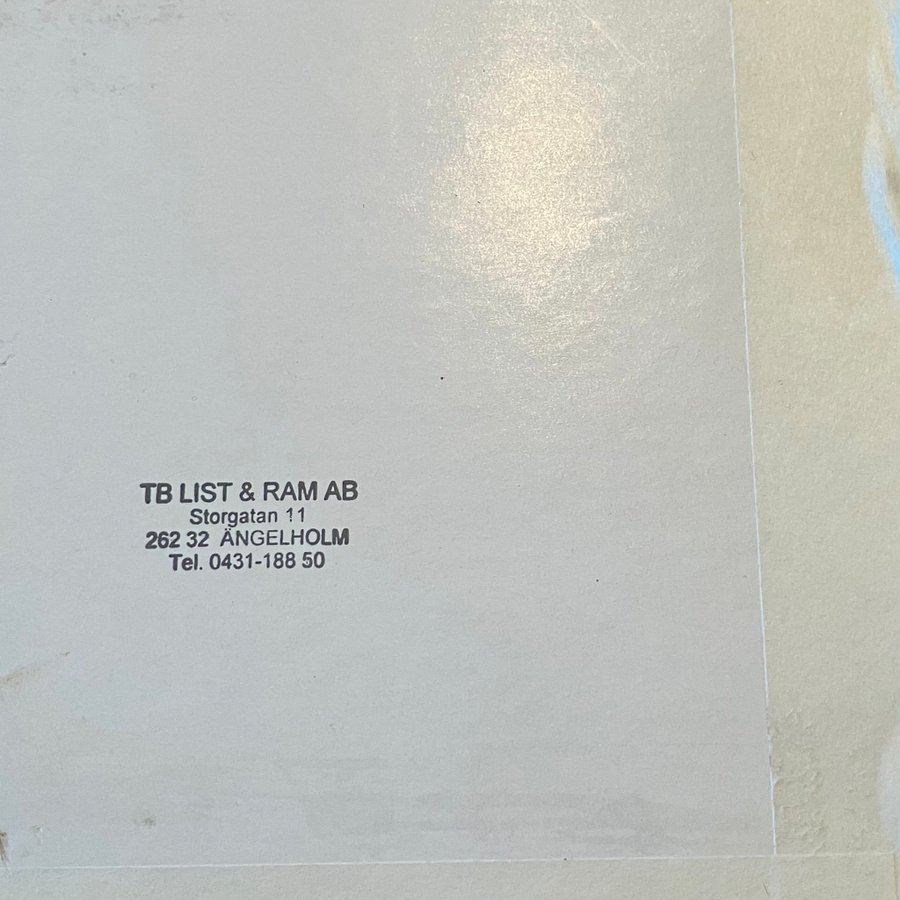 TB LIST & RAM AB
Storgatan 11
262 32 ÄNGELHOLM
Tel. 0431-188 50